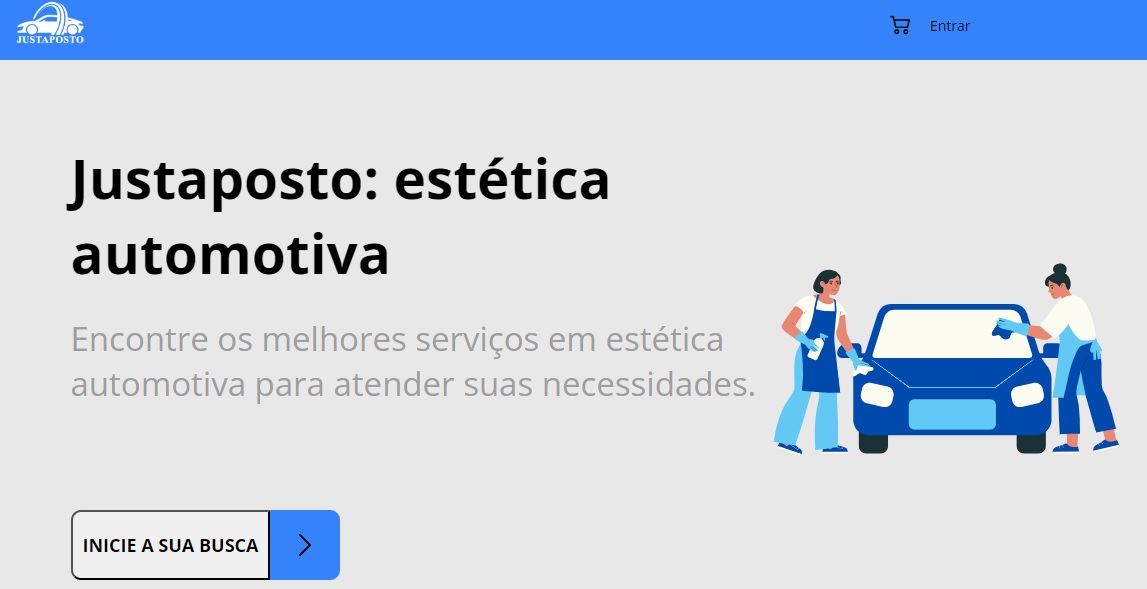 JUSTAPOSTO
Entrar
Justaposto: estética
automotiva
Encontre os melhores serviços em estética
automotiva para atender suas necessidades.
INICIE A SUA BUSCA